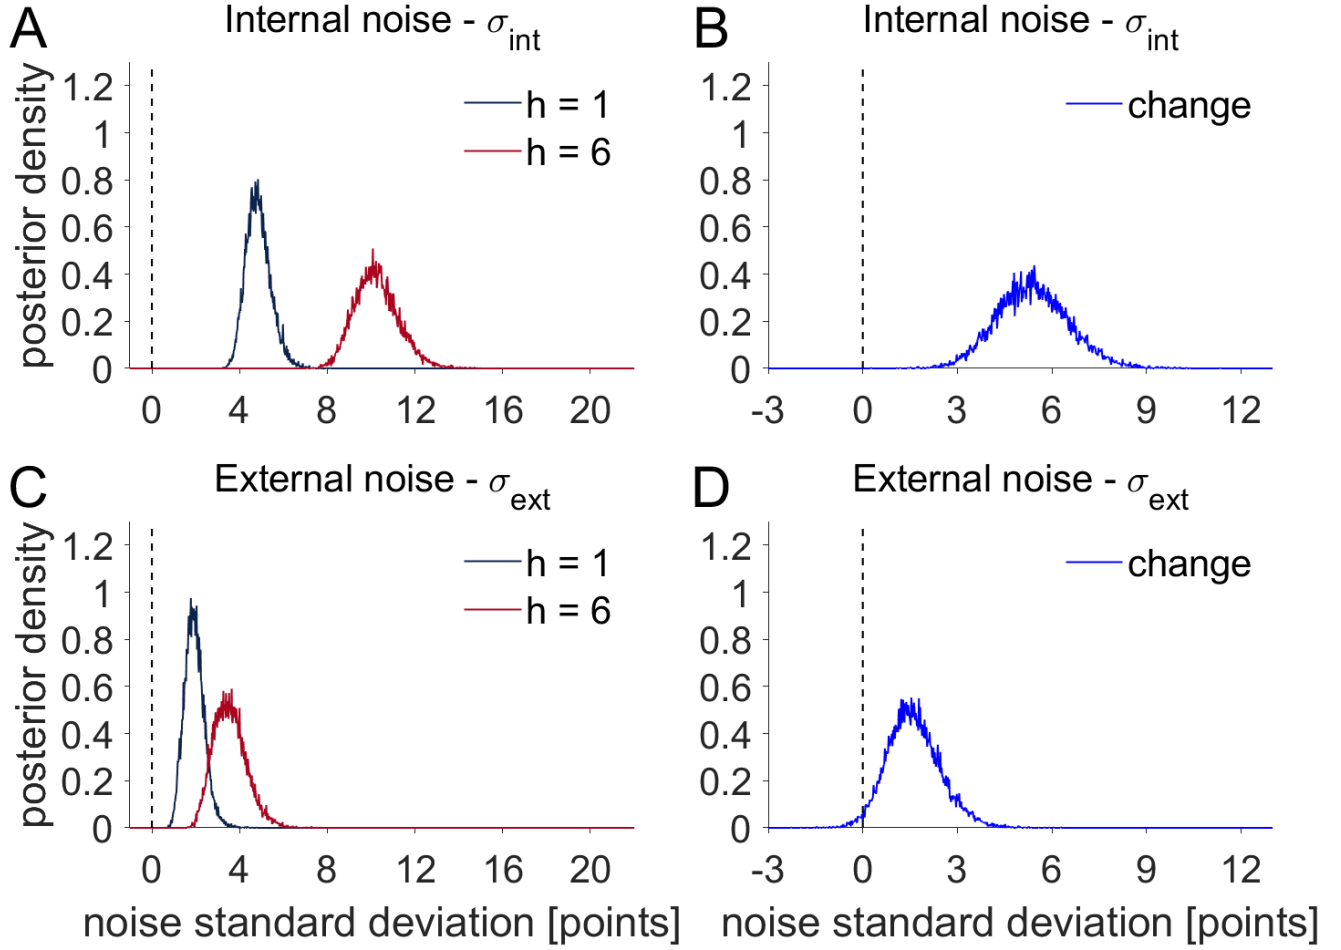 A
Internal noise - σint
posterior density
1.2
1
0.8
0.6
0.4
0.2
0
h = 1
h = 6
0 4 8 12 16 20
B
Internal noise - σint
1.2
1
0.8
0.6
0.4
0.2
0
change
-3 0 3 6 9 12
C
External noise - σext
posterior density
1.2
1
0.8
0.6
0.4
0.2
0
h = 1
h = 6
0 4 8 12 16 20
noise standard deviation [points]
D
External noise - σext
1.2
1
0.8
0.6
0.4
0.2
0
change
-3 0 3 6 9 12
noise standard deviation [points]